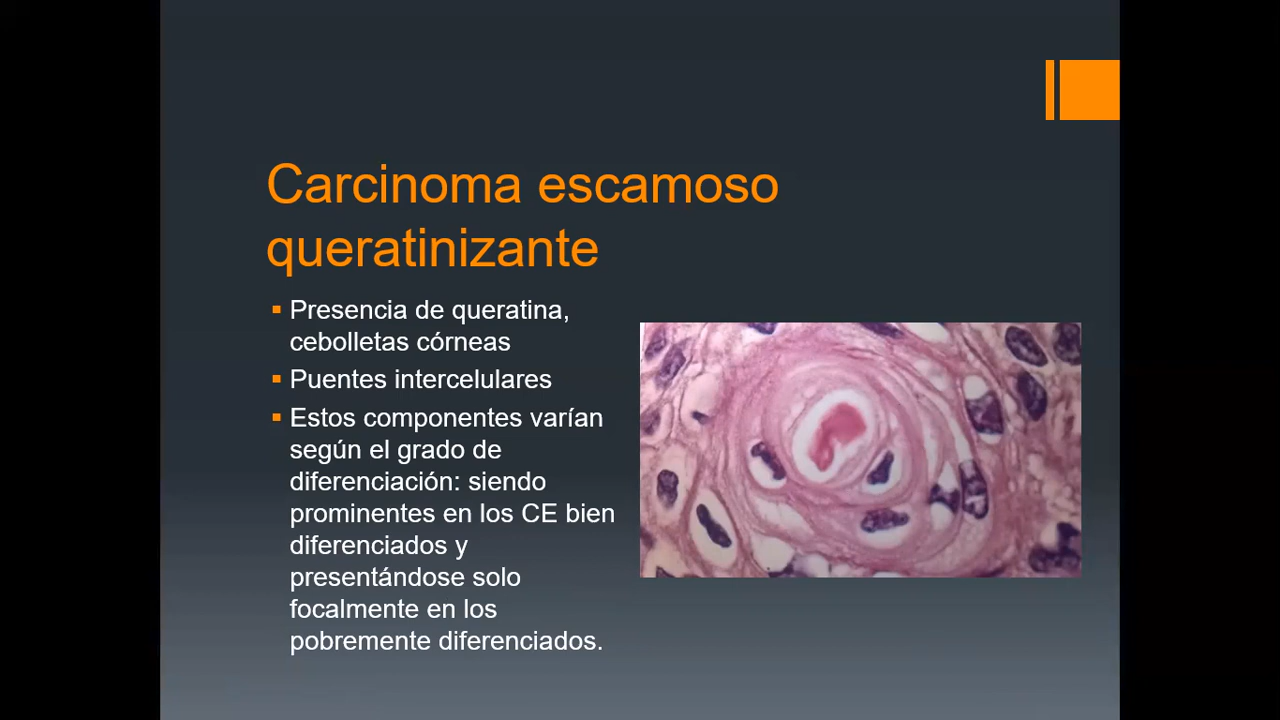 Carcinoma escamoso
queratinizante
Presencia de queratina,
cebolletas córneas
Puentes intercelulares
Estos componentes varían
según el grado de
diferenciación: siendo
prominentes en los CE bien
diferenciados y
presentándose solo
focalmente en los
pobremente diferenciados.